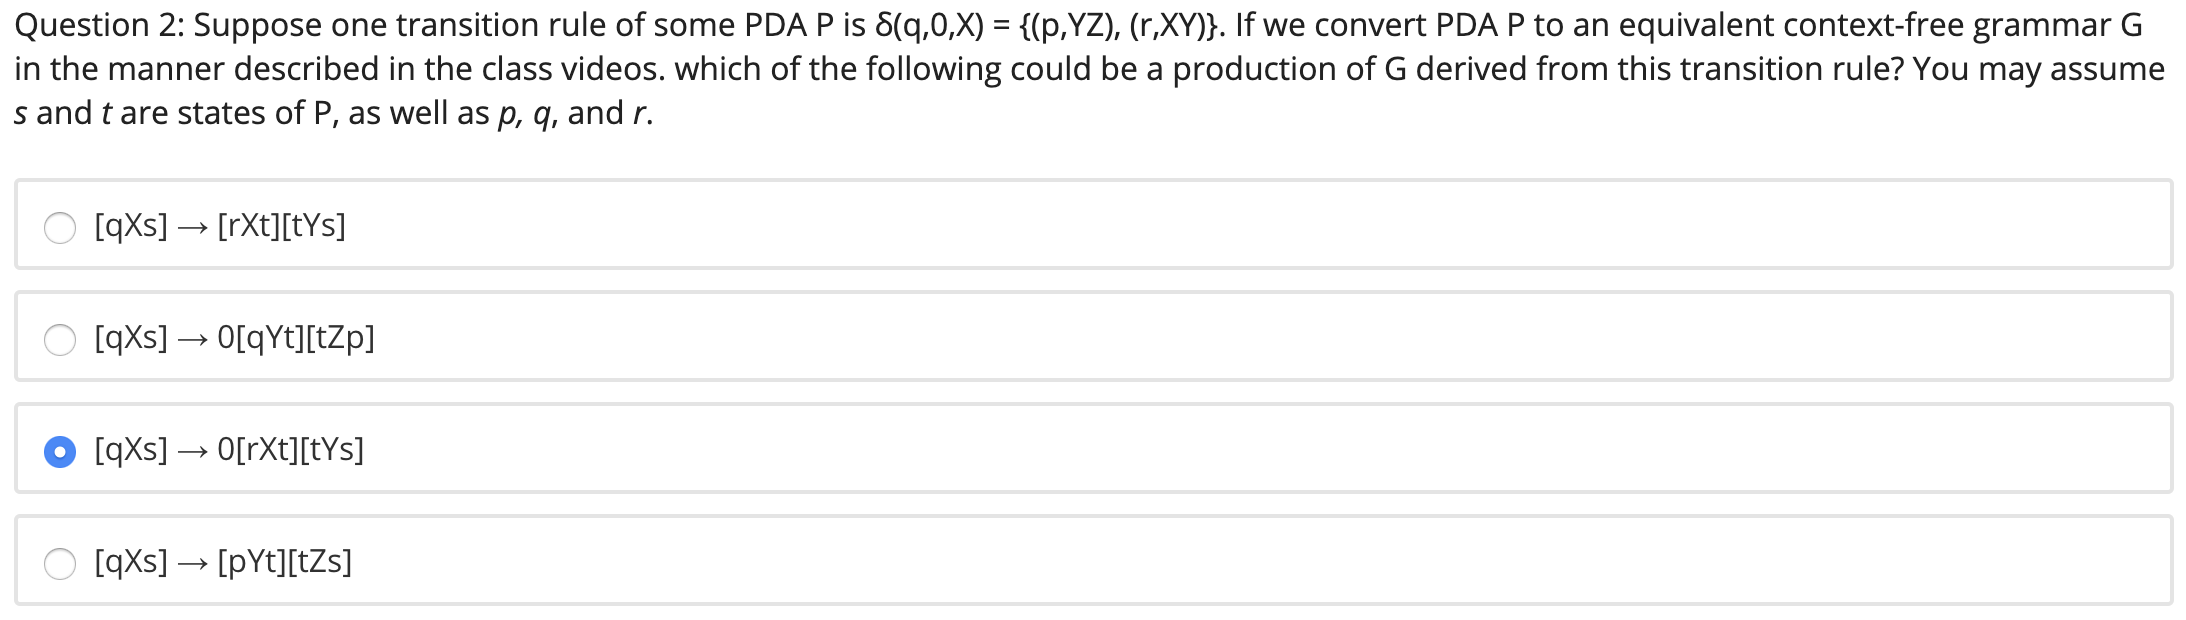 Question 2: Suppose one transition rule of some PDA P is δ(q,0,X) = {(p,YZ), (r,XY)}. If we convert PDA P to an equivalent context-free grammar G
in the manner described in the class videos. which of the following could be a production of G derived from this transition rule? You may assume
s and t are states of P, as well as p, q, and r.
[qXs] → [rXt][tYs]
[qXs] → 0[qYt][tZp]
[qXs] → 0[rXt][tYs]
[qXs] → [pYt][tZs]